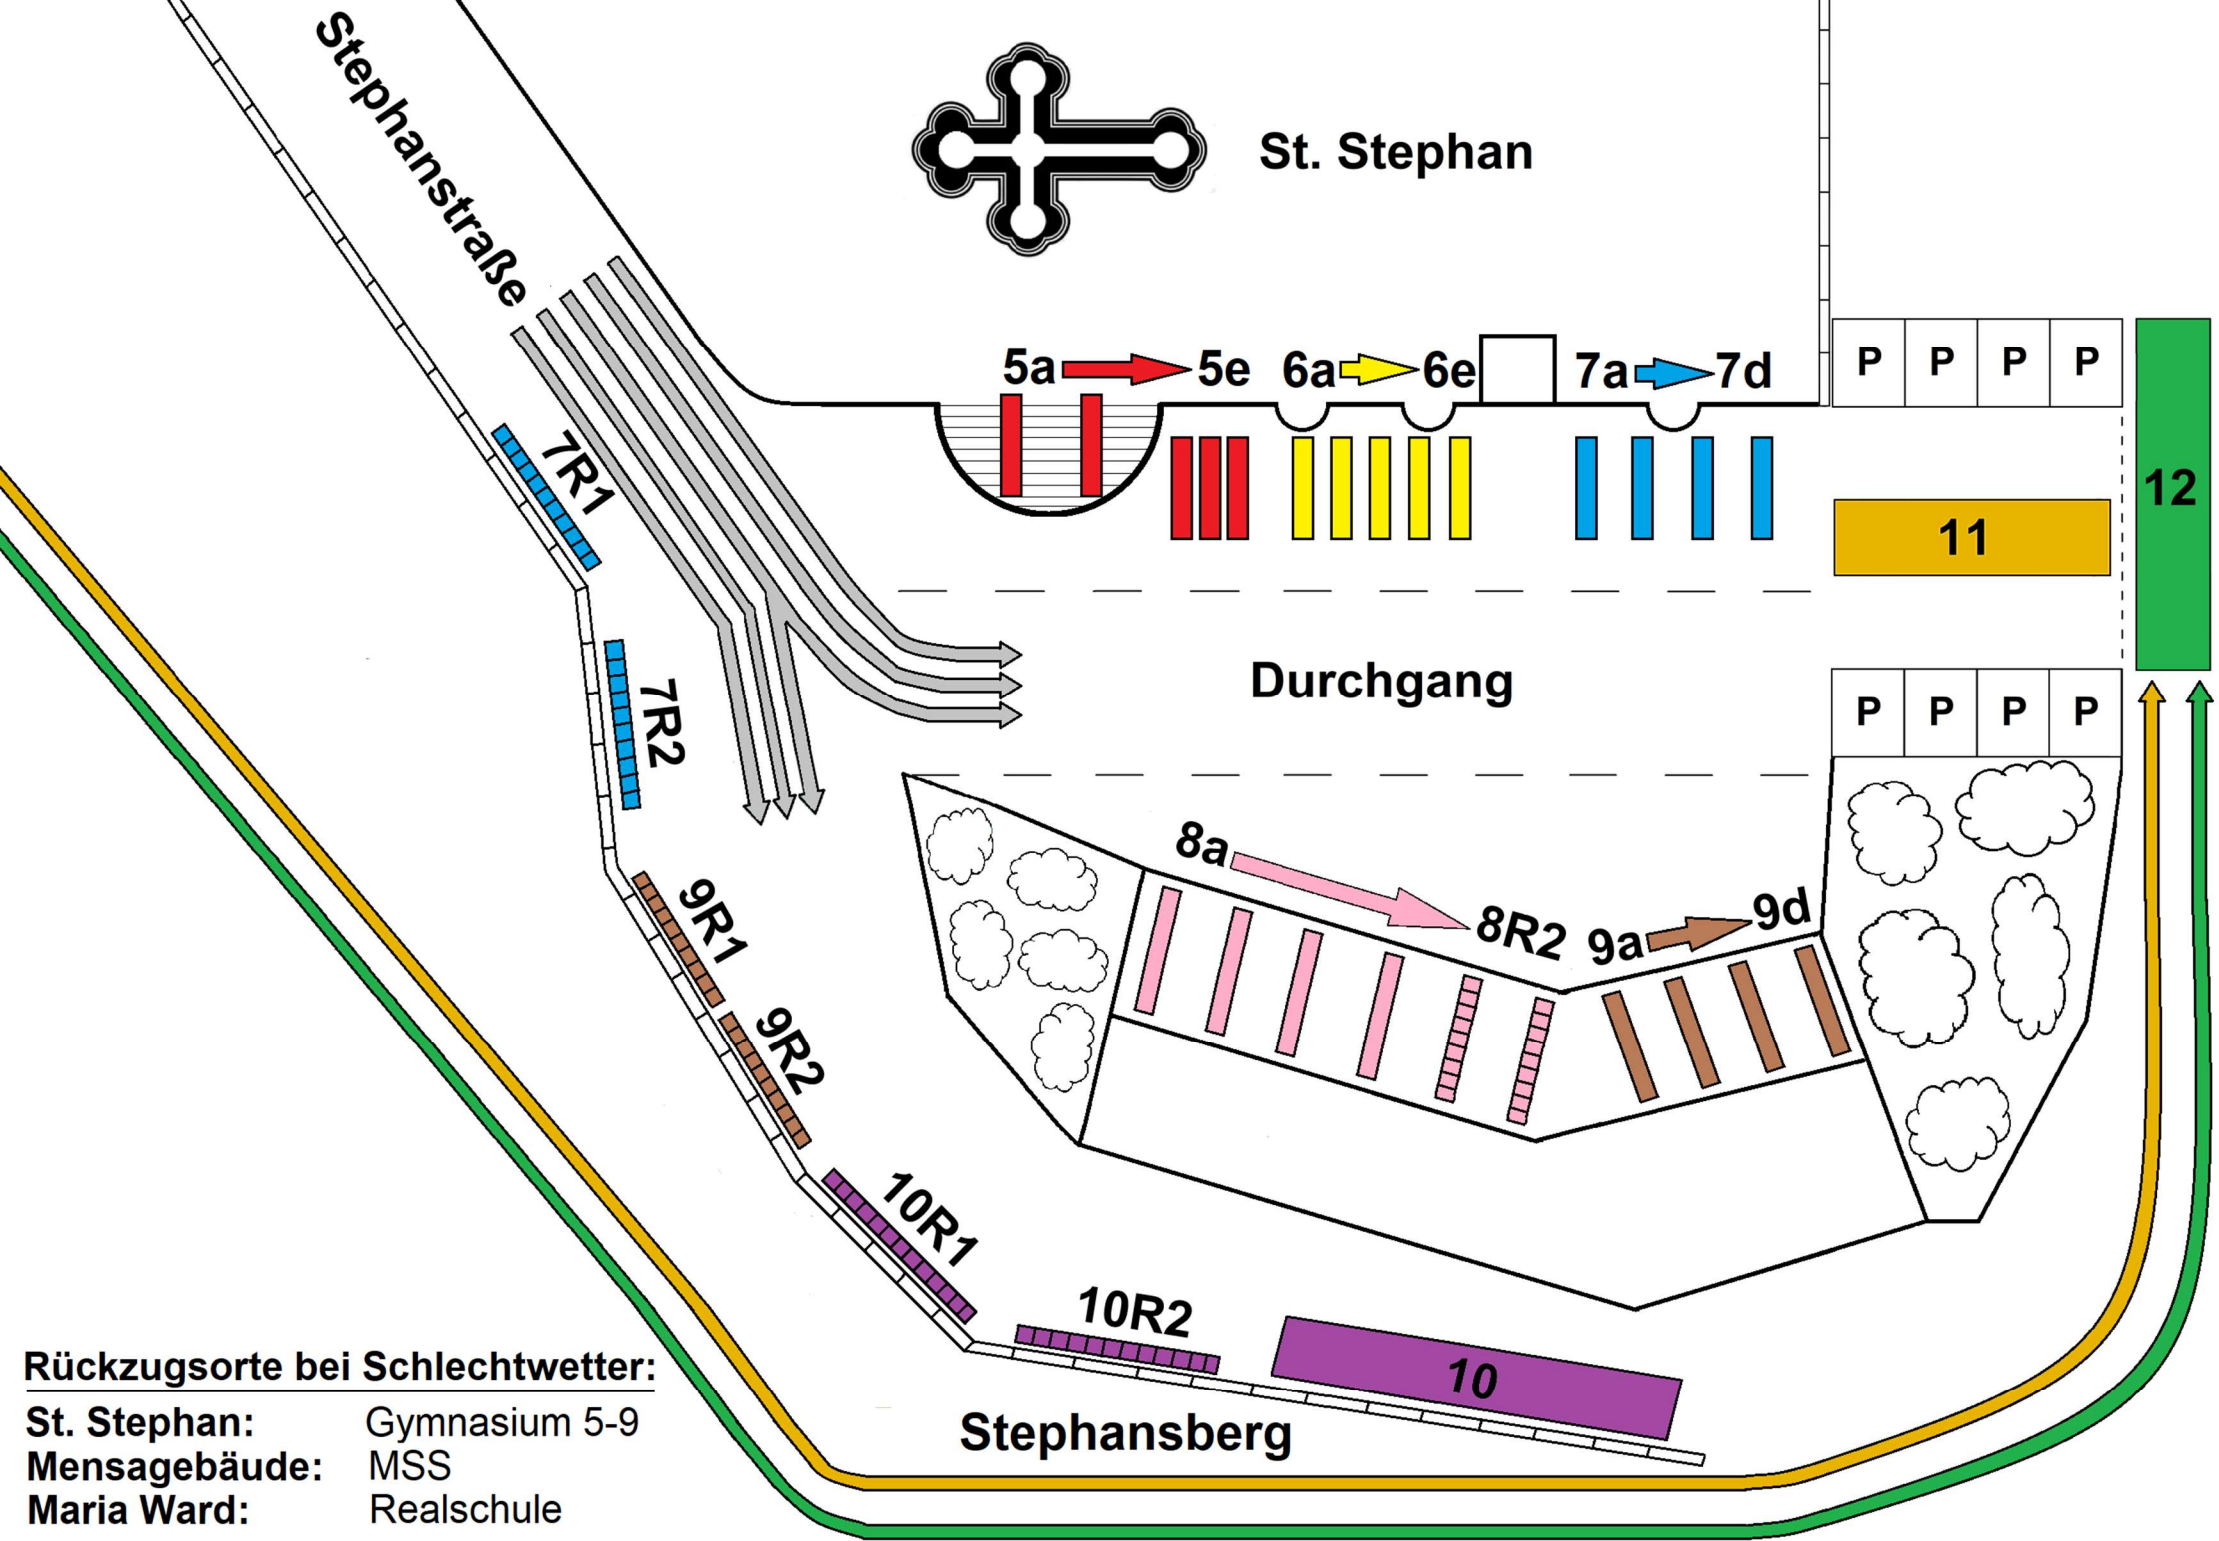 Stephanstraße
St. Stephan
5a 5e 6a 6e 7a 7d
P P P P
12
11
7R1
7R2
Durchgang
P P P P
8a
8R2 9a 9d
9R1
9R2
10R1
10R2
10
Stephansberg
Rückzugsorte bei Schlechtwetter:
St. Stephan: Gymnasium 5-9
Mensagebäude: MSS
Maria Ward: Realschule